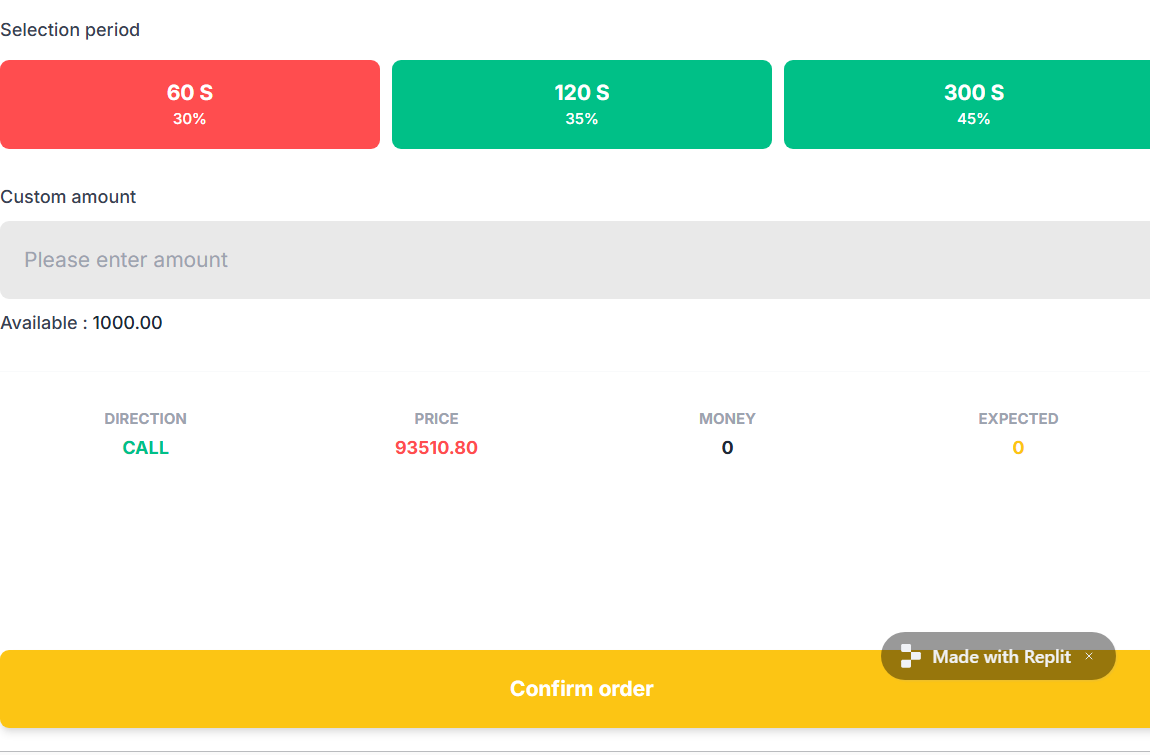 Selection period
60 S 120 S 300 S
30% 35% 45%
Custom amount
Please enter amount
Available : 1000.00
DIRECTION PRICE MONEY EXPECTED
CALL 93510.80 0 0
Made with Replit ×
Confirm order